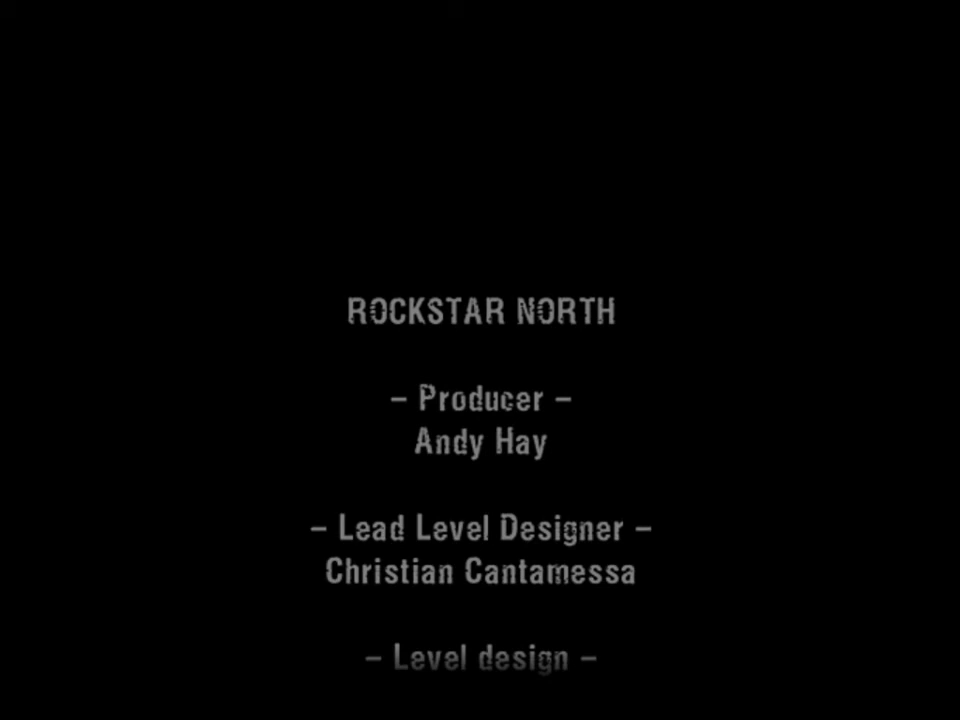 ROCKSTAR NORTH
– Producer –
Andy Hay
– Lead Level Designer –
Christian Cantamessa
– Level design –